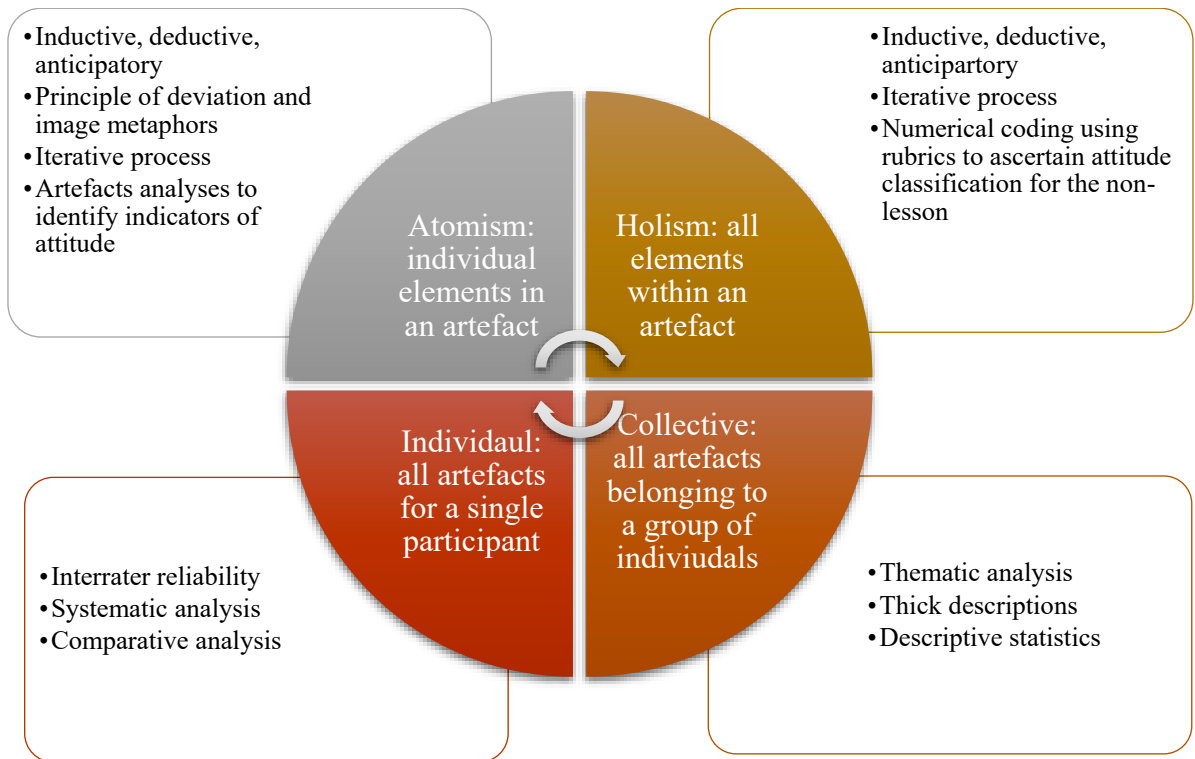 •Inductive, deductive,
anticipatory
•Principle of deviation and
image metaphors
•Iterative process
•Artefacts analyses to
identify indicators of
attitude
•Inductive, deductive,
anticipartory
•Iterative process
•Numerical coding using
rubrics to ascertain attitude
classification for the non-
lesson
Atomism:
individual
elements in
an artefact
Holism: all
elements
within an
artefact
Individaul:
all artefacts
for a single
participant
Collective:
all artefacts
belonging to
a group of
indiviudals
•Interrater reliability
•Systematic analysis
•Comparative analysis
•Thematic analysis
•Thick descriptions
•Descriptive statistics